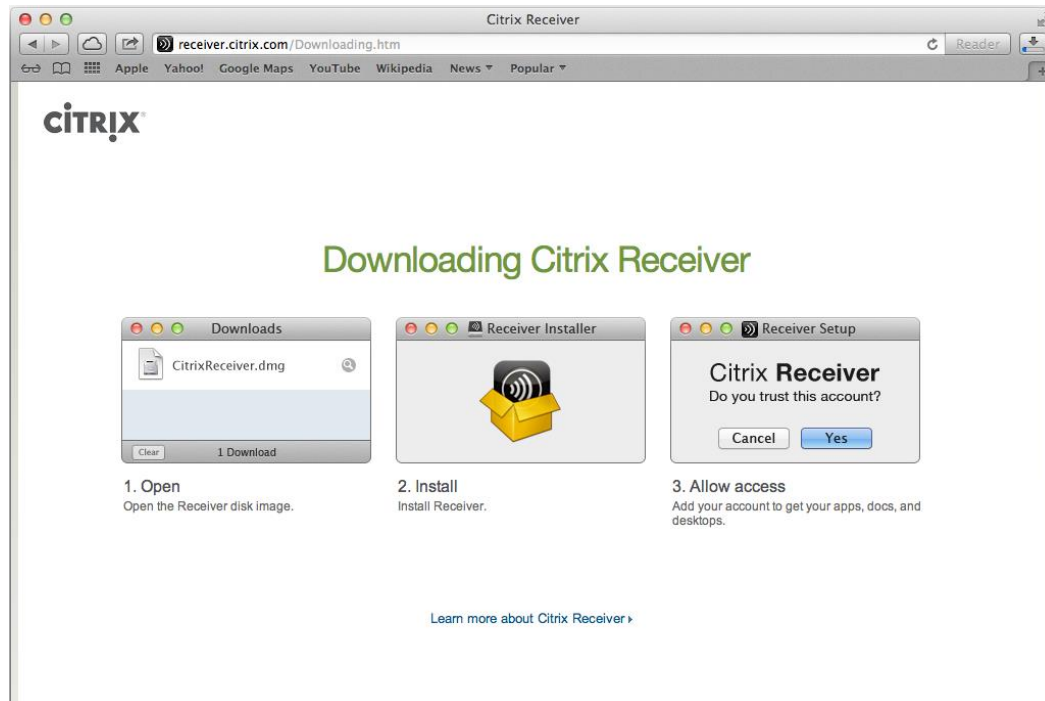 Citrix Receiver
receiver.citrix.com/Downloading.htm
Reader
Apple Yahoo! Google Maps YouTube Wikipedia News Popular
CİTRỊX
Downloading Citrix Receiver
Downloads
CitrixReceiver.dmg
Clear
1 Download
Receiver Installer
Receiver Setup
Citrix Receiver
Do you trust this account?
Cancel
Yes
1. Open
Open the Receiver disk image.
2. Install
Install Receiver.
3. Allow access
Add your account to get your apps, docs, and
desktops.
Learn more about Citrix Receiver